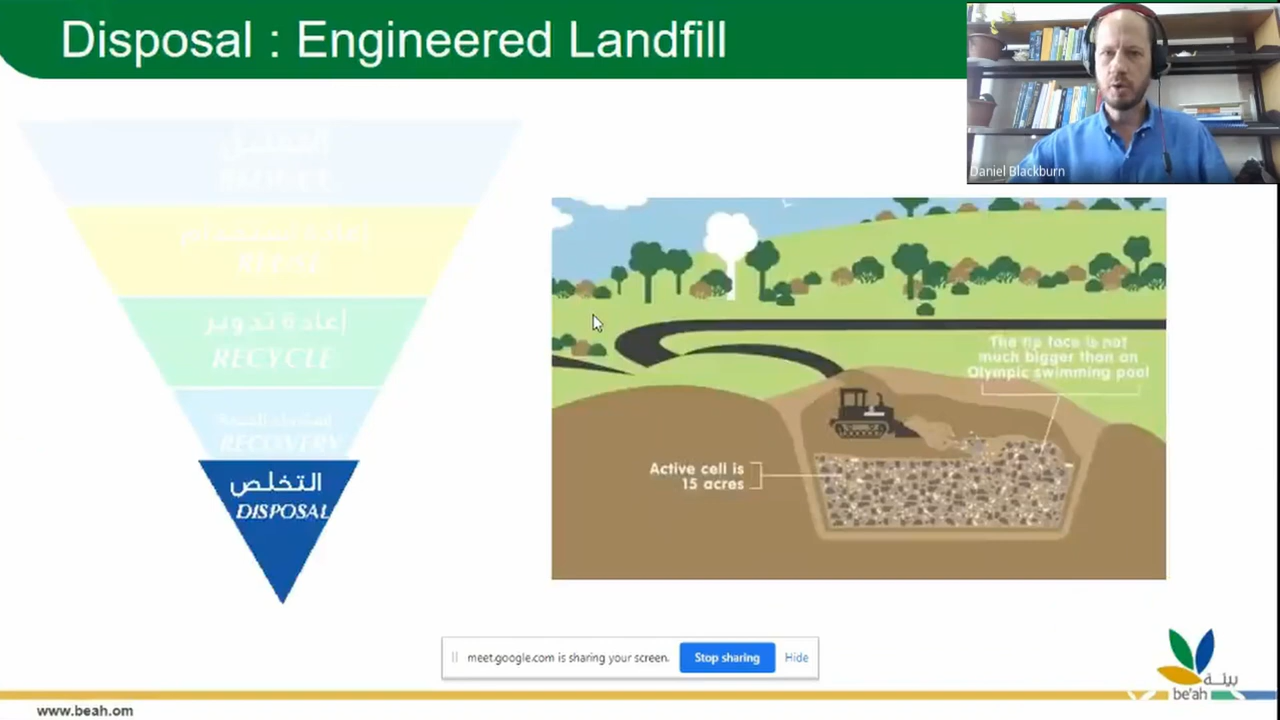 Disposal : Engineered Landfill
Daniel Blackburn
إعادة تدوير
RECYCLE
RECOVERY
التخلص
DISPOSAL
The tip face is not
much bigger than an
Olympic swimming pool
Active cell is
15 acres
meet.google.com is sharing your screen.
Stop sharing
Hide
بيئة
be'ah
www.beah.om